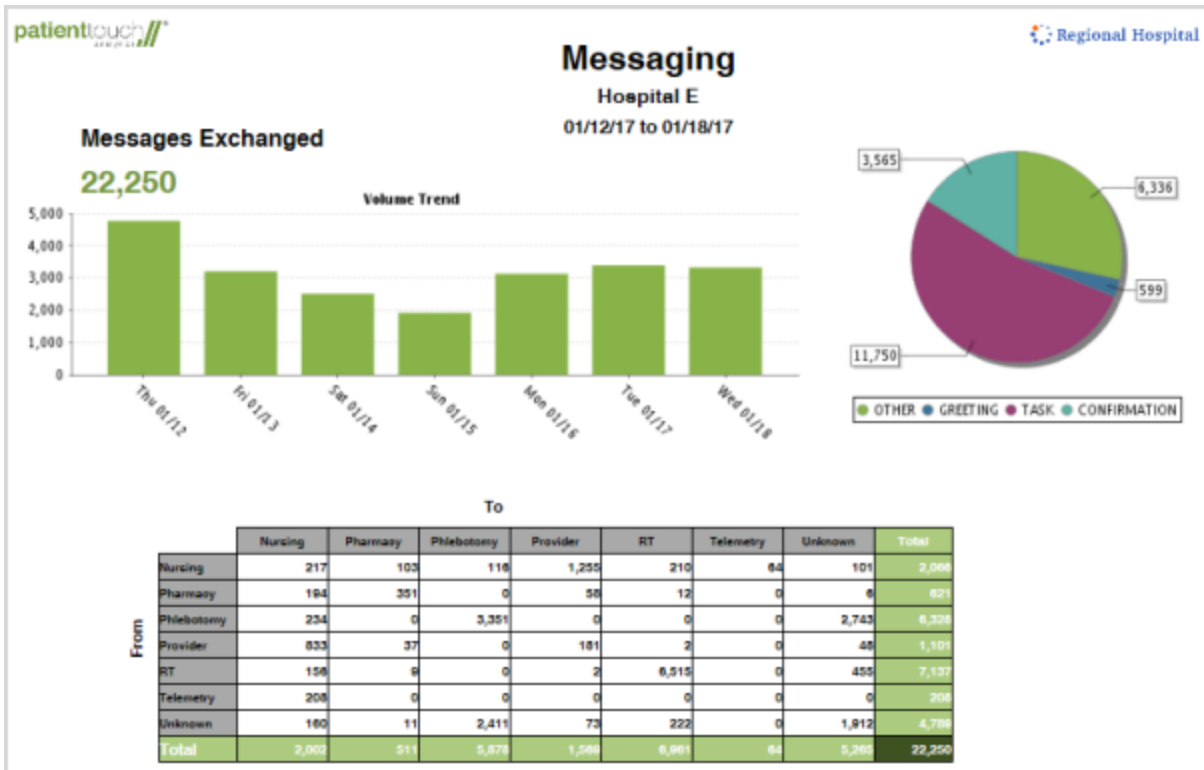 patienttouch
Regional Hospital
Messaging
Hospital E
01/12/17 to 01/18/17
Messages Exchanged
22,250
Volume Trend
5,000
4,000
3,000
2,000
1,000
0
Thu 01/12 Fri 01/13 Sat 01/14 Sun 01/15 Mon 01/16 Tue 01/17 Wed 01/18
3,565
6,336
599
11,750
OTHER GREETING TASK CONFIRMATION
To
From
Nursing Pharmacy Phlebotomy Provider RT Telemetry Unknown Total
Nursing 217 103 116 1,255 210 64 101 2,066
Pharmacy 194 351 0 58 12 0 6 621
Phlebotomy 234 0 3,351 0 0 0 2,743 6,328
Provider 833 37 0 181 2 0 48 1,101
RT 156 9 0 2 6,515 0 455 7,137
Telemetry 208 0 0 0 0 0 0 208
Unknown 160 11 2,411 73 222 0 1,912 4,789
Total 2,002 511 5,878 1,569 6,961 64 5,265 22,250